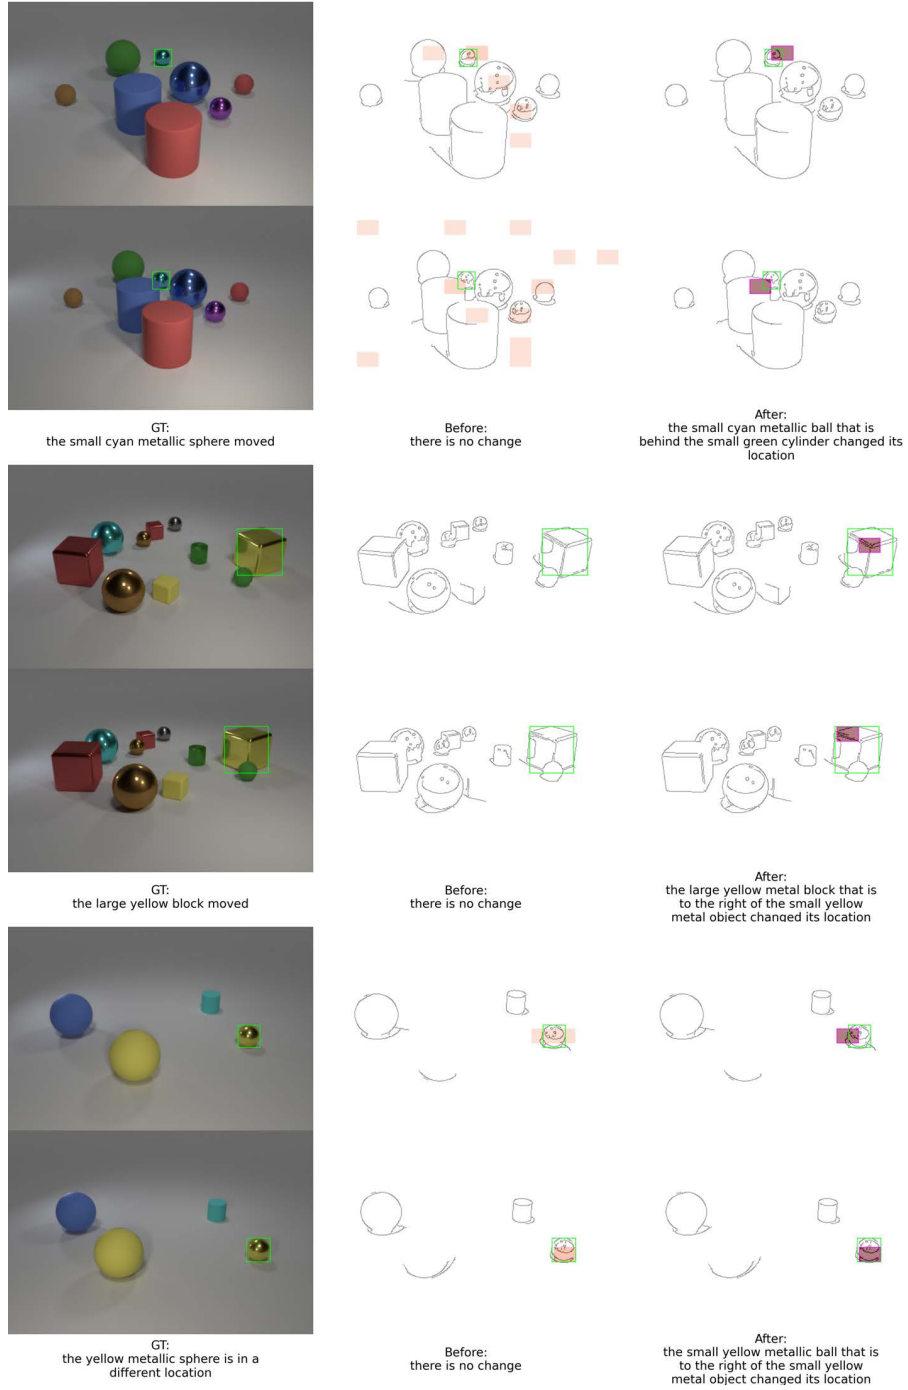 GT:
the small cyan metallic sphere moved
Before:
there is no change
After:
the small cyan metallic ball that is
behind the small green cylinder changed its
location
GT:
the large yellow block moved
Before:
there is no change
After:
the large yellow metal block that is
to the right of the small yellow
metal object changed its location
GT:
the yellow metallic sphere is in a
different location
Before:
there is no change
After:
the small yellow metallic ball that is
to the right of the small yellow
metal object changed its location